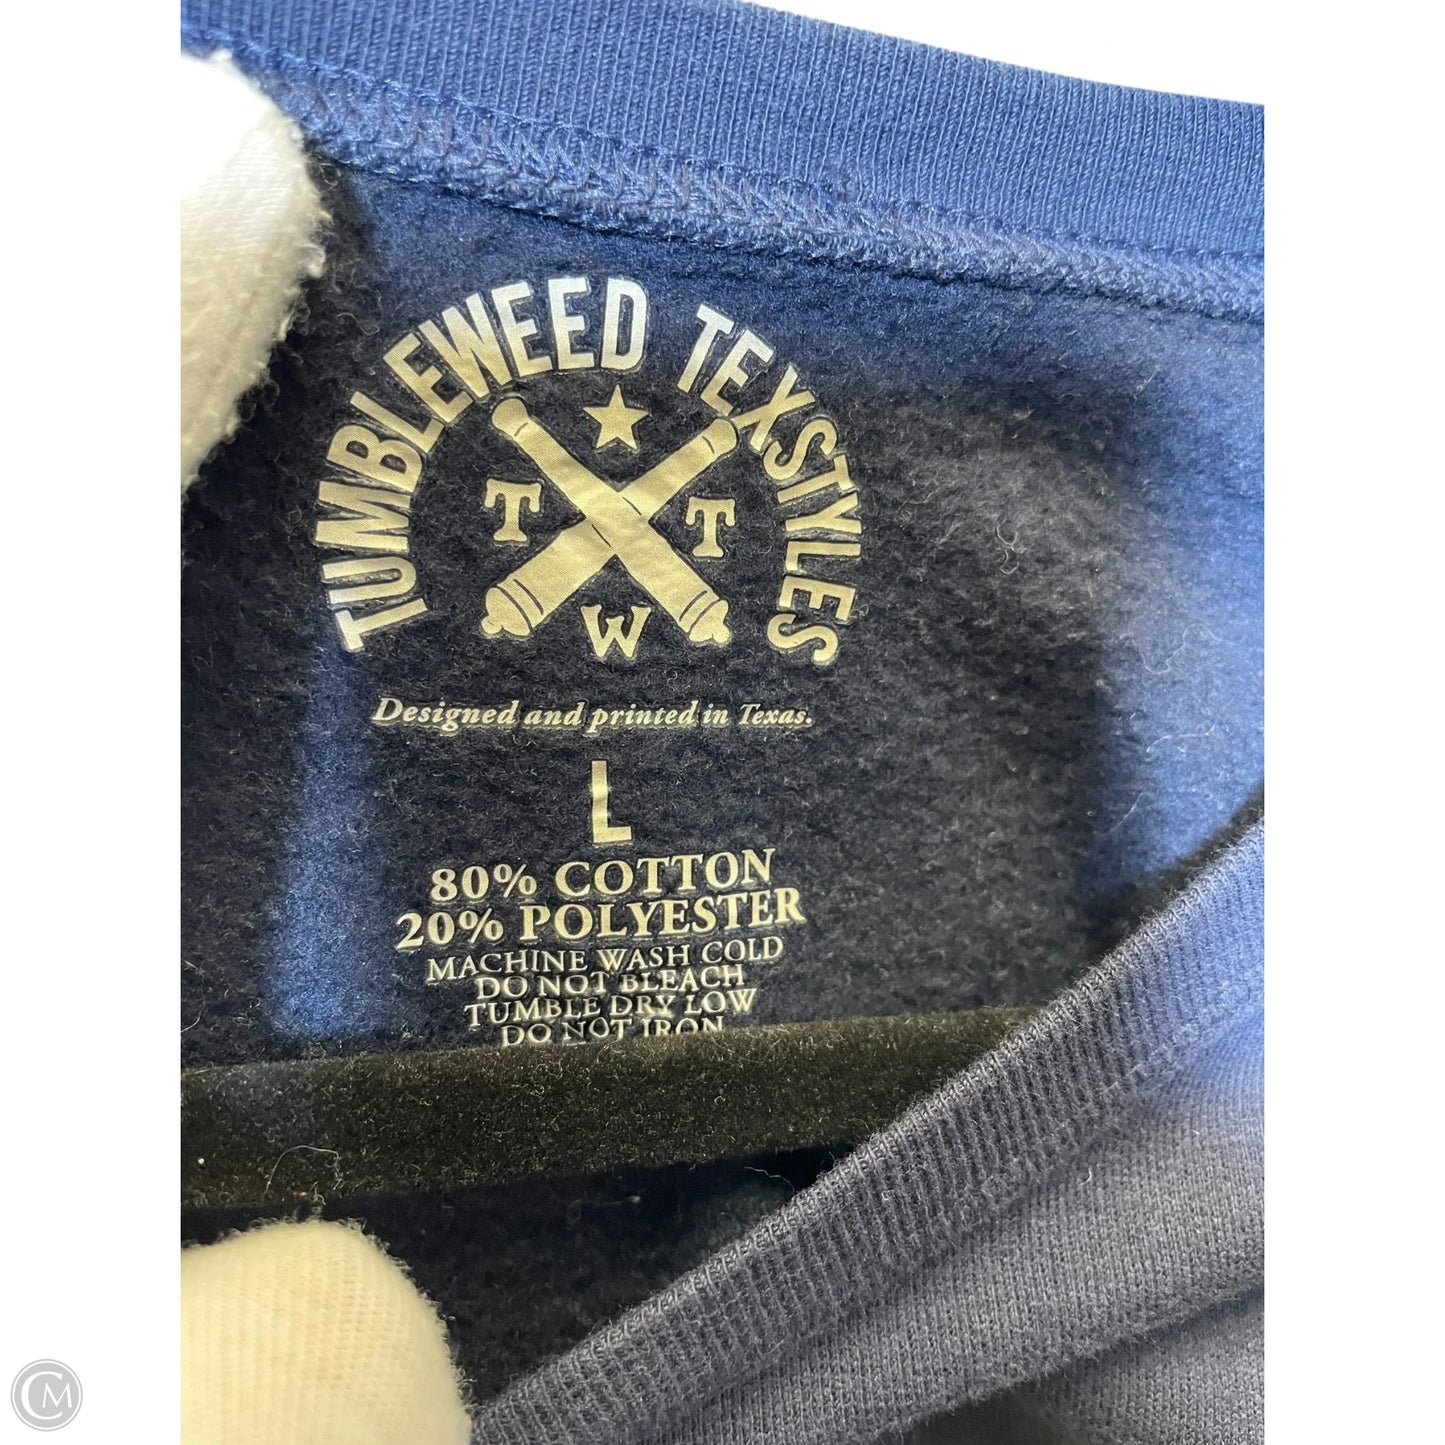 TUMBLEWEED TEXSTYLES
T T
W
Designed and printed in Texas.
L
80% COTTON
20% POLYESTER
MACHINE WASH COLD
DO NOT BLEACH
TUMBLE DRY LOW
DO NOT IRON
CM